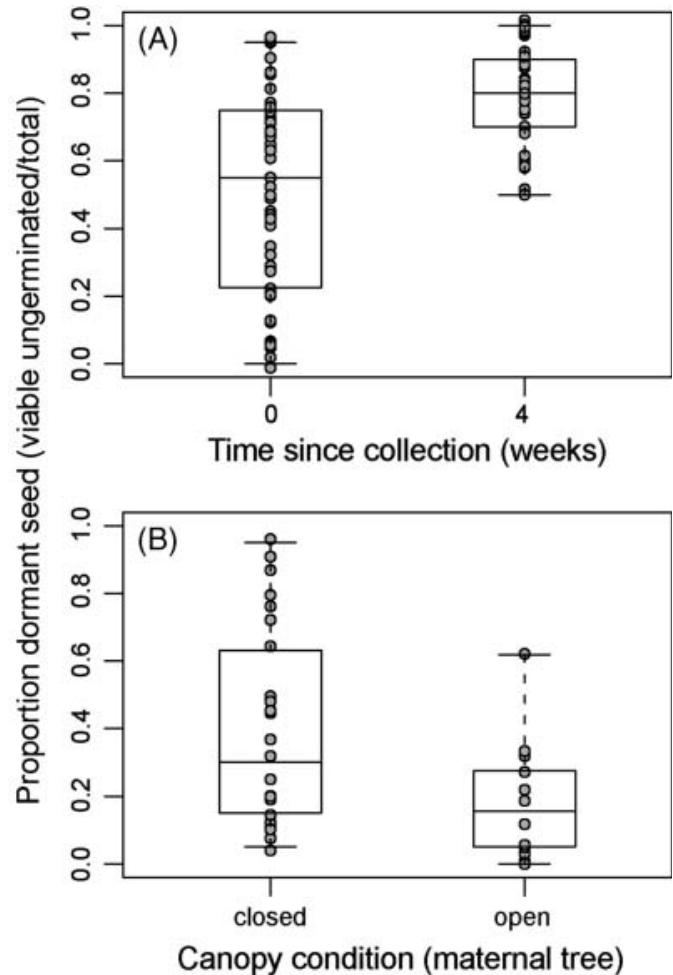 Proportion dormant seed (viable ungerminated/total)
(A)
1.0
0.8
0.6
0.4
0.2
0.0
0 4
Time since collection (weeks)
(B)
1.0
0.8
0.6
0.4
0.2
0.0
closed open
Canopy condition (maternal tree)